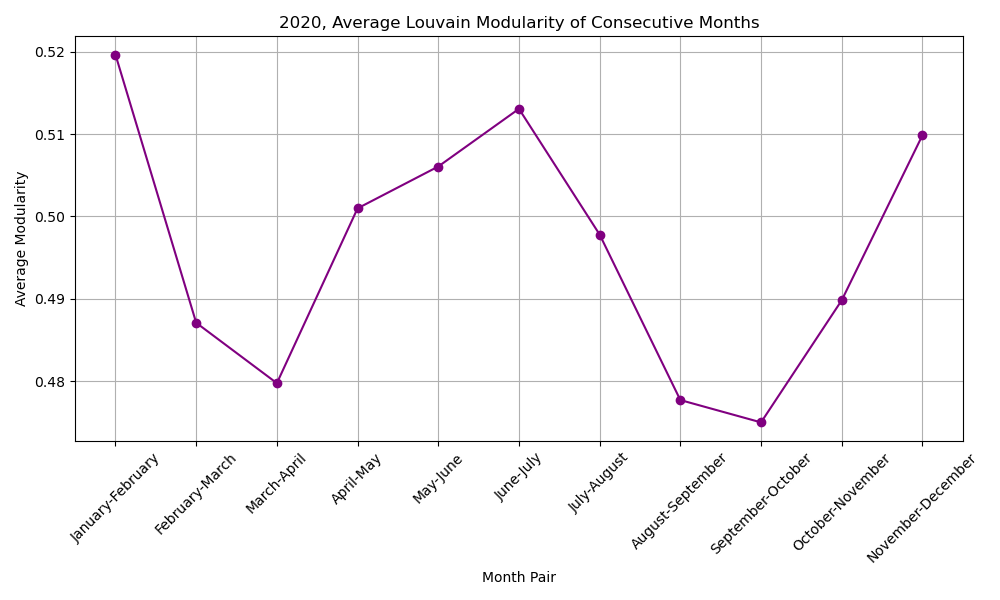 2020, Average Louvain Modularity of Consecutive Months
Average Modularity
0.52
0.51
0.50
0.49
0.48
January-February
February-March
March-April
April-May
May-June
June-July
July-August
August-September
September-October
October-November
November-December
Month Pair